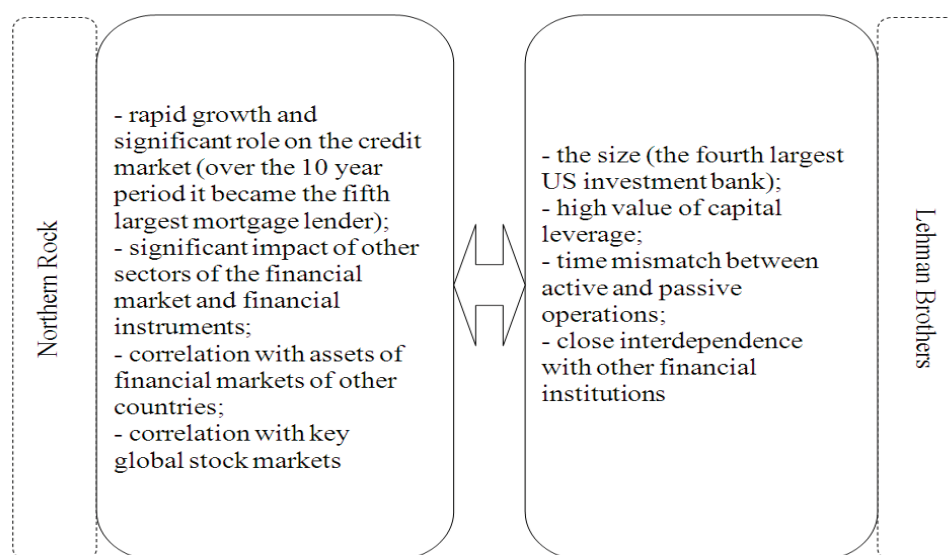 Northern Rock
- rapid growth and
significant role on the credit
market (over the 10 year
period it became the fifth
largest mortgage lender);
- significant impact of other
sectors of the financial
market and financial
instruments;
- correlation with assets of
financial markets of other
countries;
- correlation with key
global stock markets
- the size (the fourth largest
US investment bank);
- high value of capital
leverage;
- time mismatch between
active and passive
operations;
- close interdependence
with other financial
institutions
Lehman Brothers